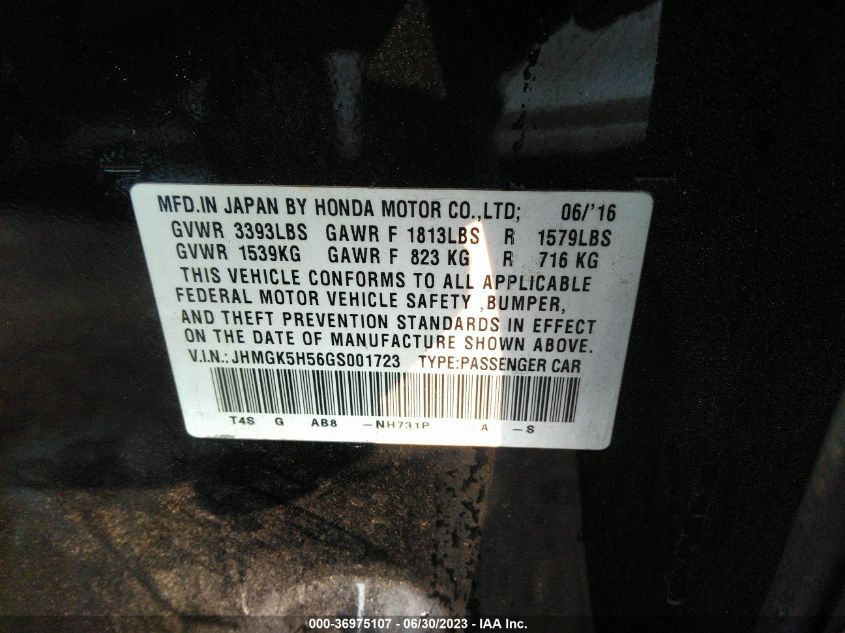 MFD.IN JAPAN BY HONDA MOTOR CO.,LTD; 06/'16
GVWR 3393LBS GAWR F 1813LBS R 1579LBS
GVWR 1539KG GAWR F 823 KG R 716 KG
THIS VEHICLE CONFORMS TO ALL APPLICABLE
FEDERAL MOTOR VEHICLE SAFETY ,BUMPER,
AND THEFT PREVENTION STANDARDS IN EFFECT
ON THE DATE OF MANUFACTURE SHOWN ABOVE.
V.I.N.: JHMGK5H56GS001723 TYPE:PASSENGER CAR
T4S G AB8 -NH731P A -S
000-36975107 - 06/30/2023 - IAA Inc.